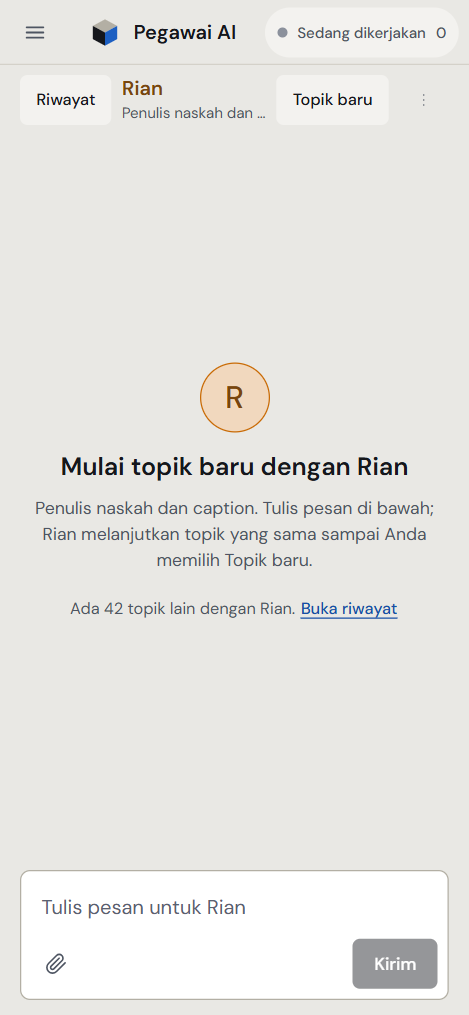 Pegawai AI
Sedang dikerjakan 0
Riwayat
Rian
Penulis naskah dan ...
Topik baru
R
Mulai topik baru dengan Rian
Penulis naskah dan caption. Tulis pesan di bawah;
Rian melanjutkan topik yang sama sampai Anda
memilih Topik baru.
Ada 42 topik lain dengan Rian. Buka riwayat
Tulis pesan untuk Rian
Kirim